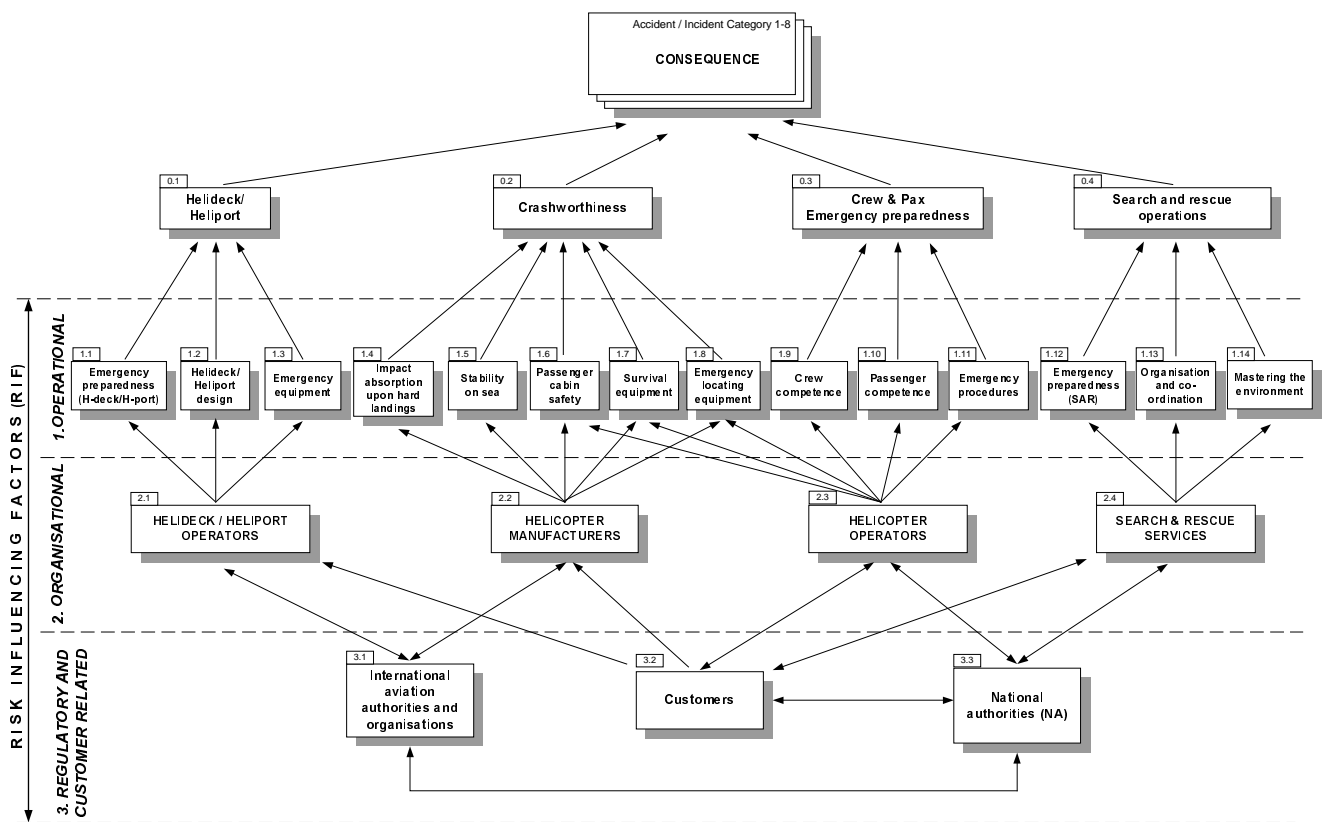 Accident / Incident Category 1-8
CONSEQUENCE
0.1
Helideck/
Heliport
0.2
Crashworthiness
0.3
Crew & Pax
Emergency preparedness
0.4
Search and rescue
operations
RISK INFLUENCING FACTORS (RIF)
1.OPERATIONAL
1.1
Emergency
preparedness
(H-deck/H-port)
1.2
Helideck/
Heliport
design
1.3
Emergency
equipment
1.4
Impact
absorption
upon hard
landings
1.5
Stability
on sea
1.6
Passenger
cabin
safety
1.7
Survival
equipment
1.8
Emergency
locating
equipment
1.9
Crew
competence
1.10
Passenger
competence
1.11
Emergency
procedures
1.12
Emergency
preparedness
(SAR)
1.13
Organisation
and co-
ordination
1.14
Mastering the
environment
2. ORGANISATIONAL
2.1
HELIDECK / HELIPORT
OPERATORS
2.2
HELICOPTER
MANUFACTURERS
2.3
HELICOPTER
OPERATORS
2.4
SEARCH & RESCUE
SERVICES
3. REGULATORY AND
CUSTOMER RELATED
3.1
International
aviation
authorities and
organisations
3.2
Customers
3.3
National
authorities (NA)